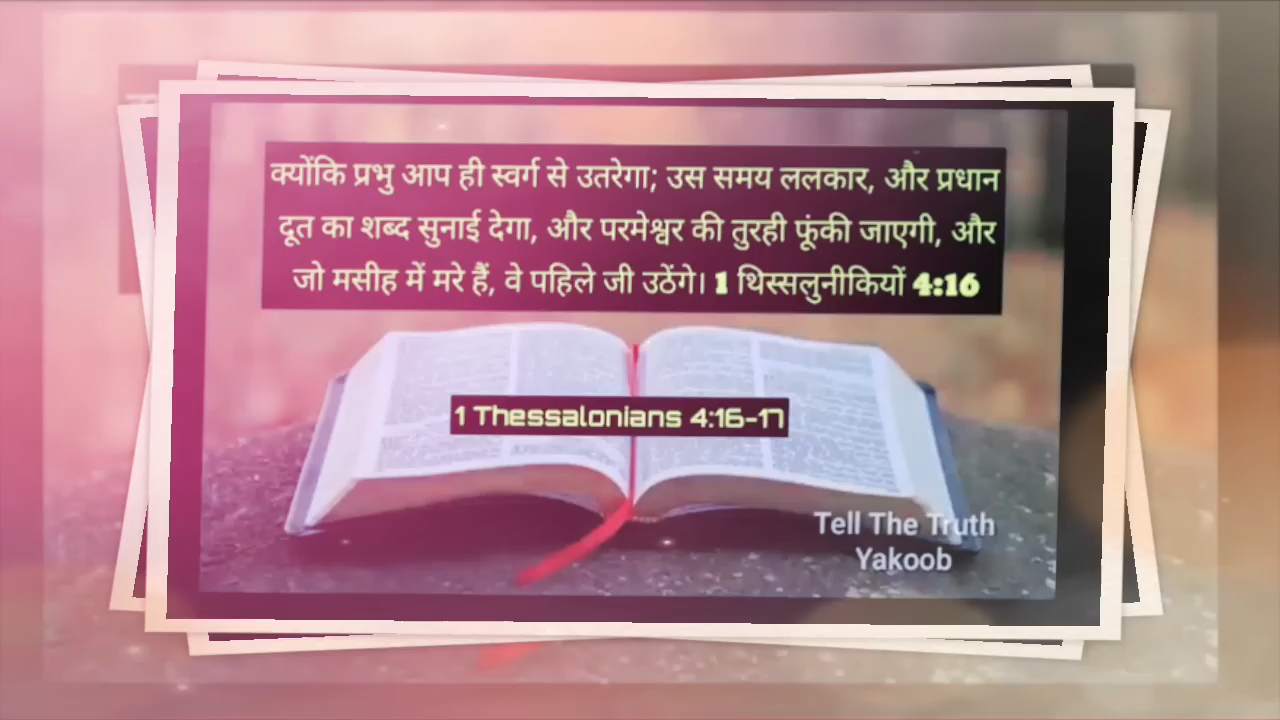 क्योंकि प्रभु आप ही स्वर्ग से उतरेगा; उस समय ललकार, और प्रधान
दूत का शब्द सुनाई देगा, और परमेश्वर की तुरही फूंकी जाएगी, और
जो मसीह में मरे हैं, वे पहिले जी उठेंगे। 1 थिस्सलुनीकियों 4:16
1 Thessalonians 4:16-17
Tell The Truth
Yakoob